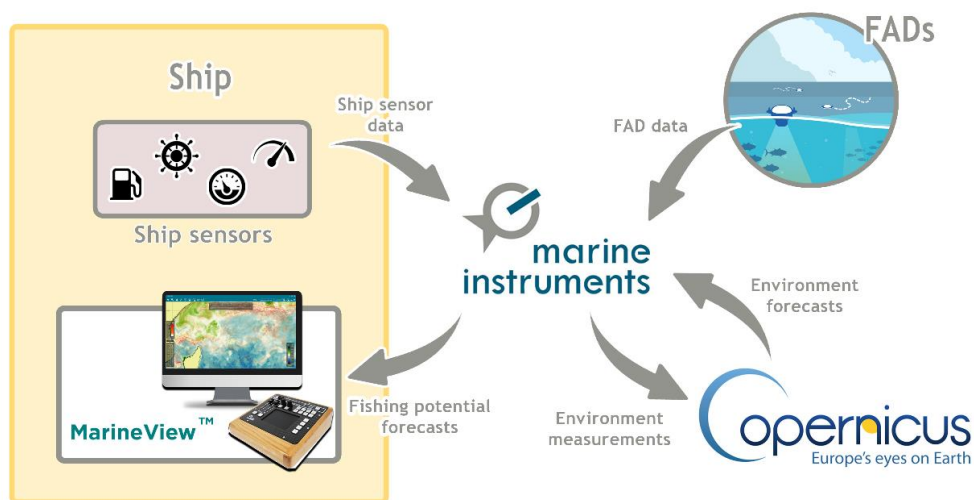 Ship
Ship sensors
Ship sensor
data
FADs
FAD data
marine
instruments
Environment
forecasts
MarineView™
Fishing potential
forecasts
Environment
measurements
Copernicus
Europe's eyes on Earth